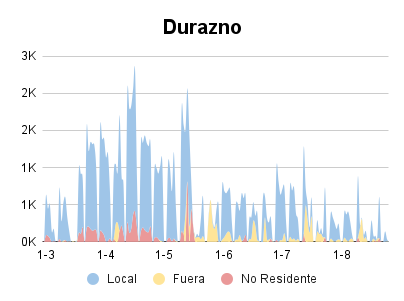 Durazno
3K
2K
2K
1K
1K
0K
1-3 1-4 1-5 1-6 1-7 1-8
Local Fuera No Residente